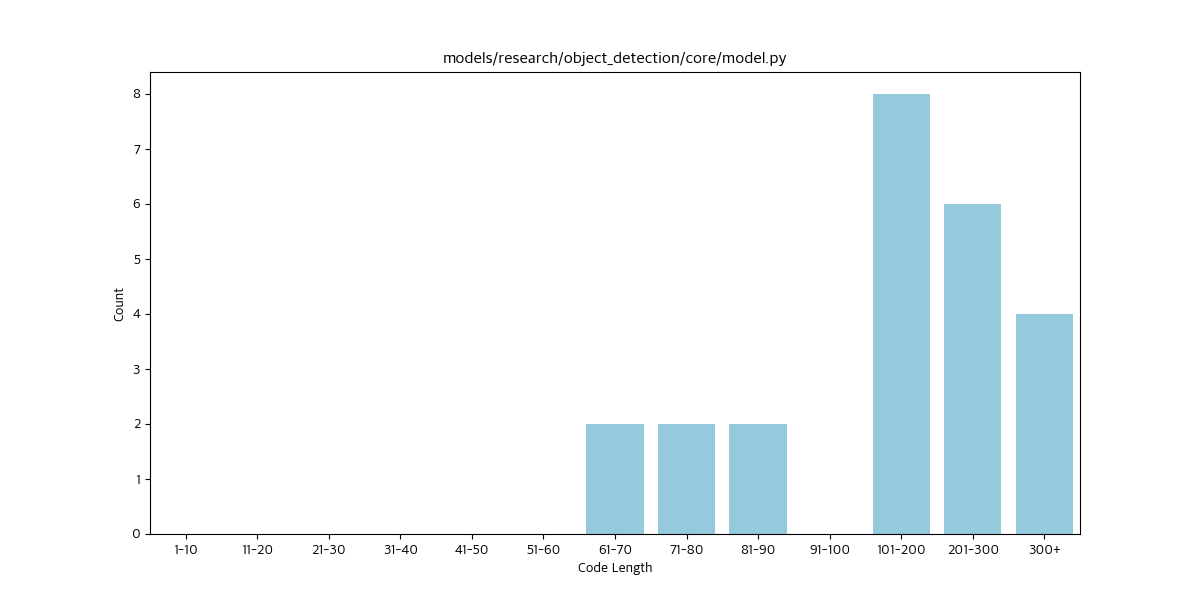 models/research/object_detection/core/model.py
Count
8
7
6
5
4
3
2
1
0
1-10 11-20 21-30 31-40 41-50 51-60 61-70 71-80 81-90 91-100 101-200 201-300 300+
Code Length